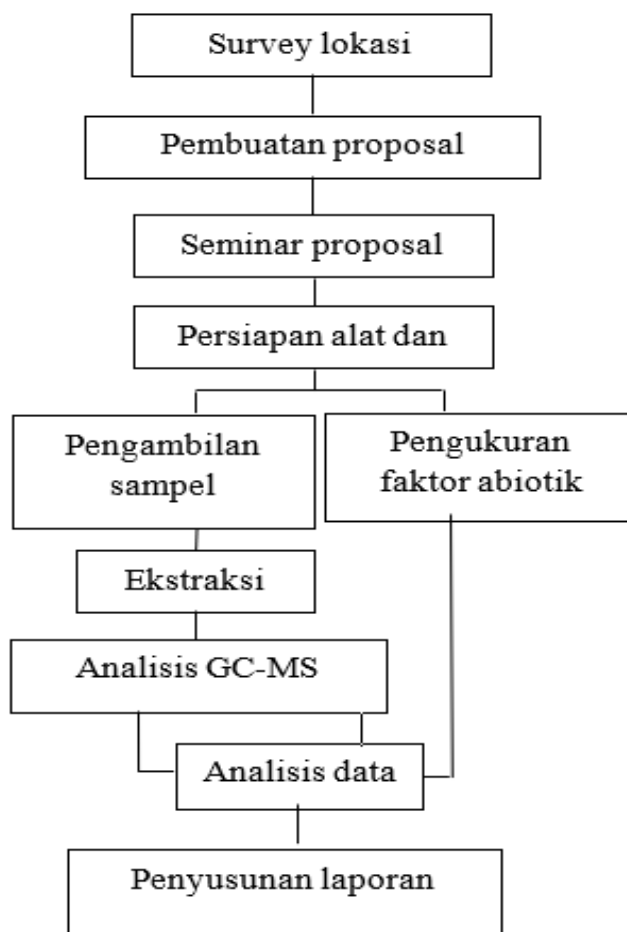 Survey lokasi
Pembuatan proposal
Seminar proposal
Persiapan alat dan
Pengambilan
sampel
Pengukuran
faktor abiotik
Ekstraksi
Analisis GC-MS
Analisis data
Penyusunan laporan